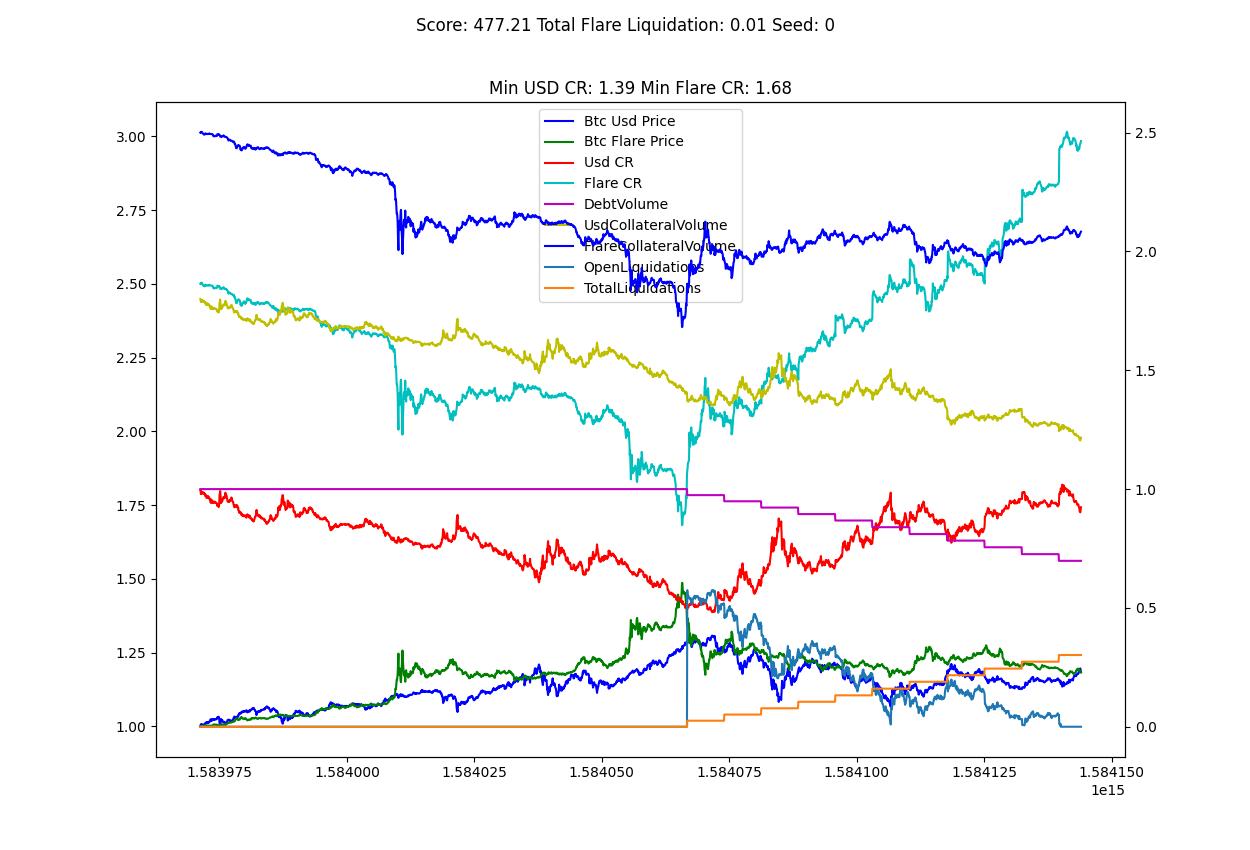 Score: 477.21 Total Flare Liquidation: 0.01 Seed: 0
Min USD CR: 1.39 Min Flare CR: 1.68
Btc Usd Price
Btc Flare Price
Usd CR
Flare CR
DebtVolume
UsdCollateralVolume
FlareCollateralVolume
OpenLiquidations
TotalLiquidations
3.00
2.75
2.50
2.25
2.00
1.75
1.50
1.25
1.00
2.5
2.0
1.5
1.0
0.5
0.0
1.583975 1.584000 1.584025 1.584050 1.584075 1.584100 1.584125 1.584150
1e15